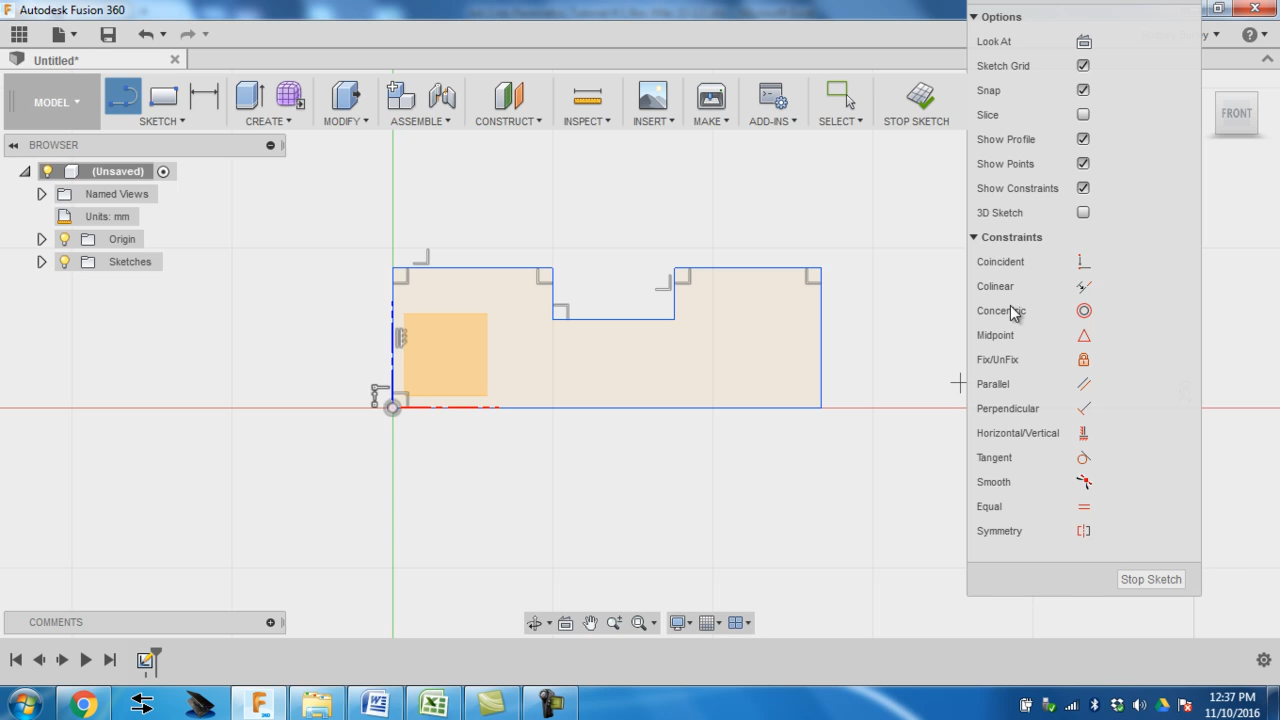 Autodesk Fusion 360
Untitled*
MODEL
SKETCH
CREATE
MODIFY
ASSEMBLE
CONSTRUCT
INSPECT
INSERT
MAKE
ADD-INS
SELECT
STOP SKETCH
BROWSER
(Unsaved)
Named Views
Units: mm
Origin
Sketches
FRONT
Options
Look At
Sketch Grid
Snap
Slice
Show Profile
Show Points
Show Constraints
3D Sketch
Constraints
Coincident
Colinear
Concentric
Midpoint
Fix/UnFix
Parallel
Perpendicular
Horizontal/Vertical
Tangent
Smooth
Equal
Symmetry
Stop Sketch
COMMENTS
12:37 PM
11/10/2016